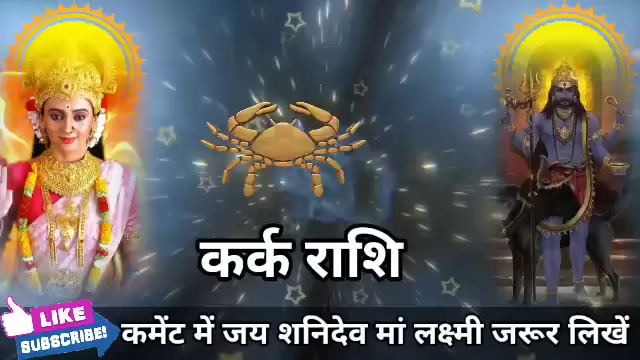 कर्क राशि
LIKE
SUBSCRIBE!
कमेंट में जय शनिदेव मां लक्ष्मी जरूर लिखें